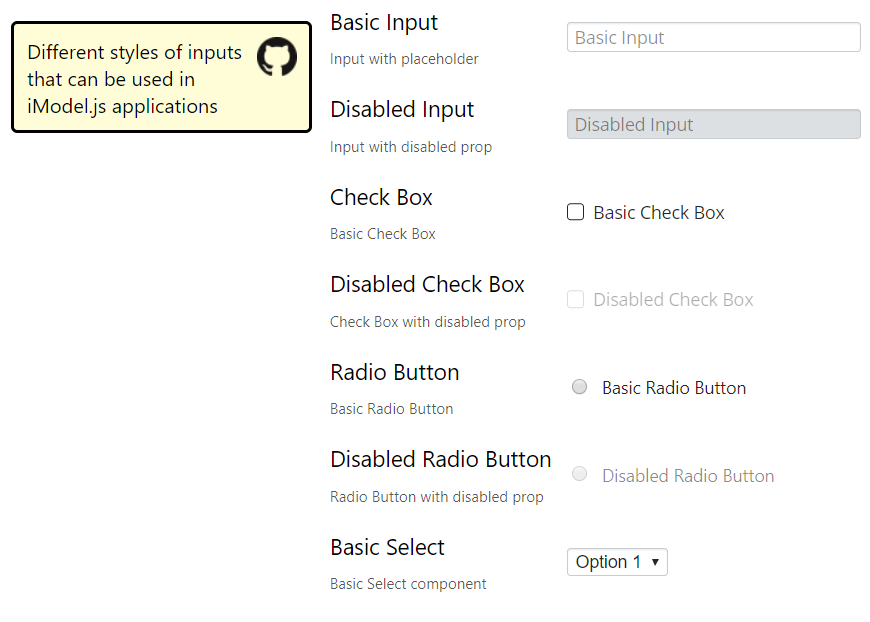 Different styles of inputs
that can be used in
iModel.js applications
Basic Input
Input with placeholder
Basic Input
Disabled Input
Input with disabled prop
Disabled Input
Check Box
Basic Check Box
Basic Check Box
Disabled Check Box
Check Box with disabled prop
Disabled Check Box
Radio Button
Basic Radio Button
Basic Radio Button
Disabled Radio Button
Radio Button with disabled prop
Disabled Radio Button
Basic Select
Basic Select component
Option 1